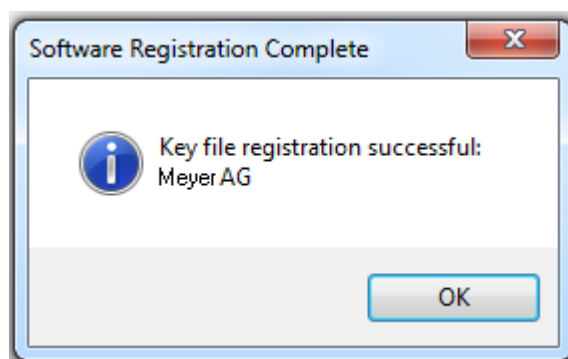 Software Registration Complete
Key file registration successful:
Meyer AG
OK